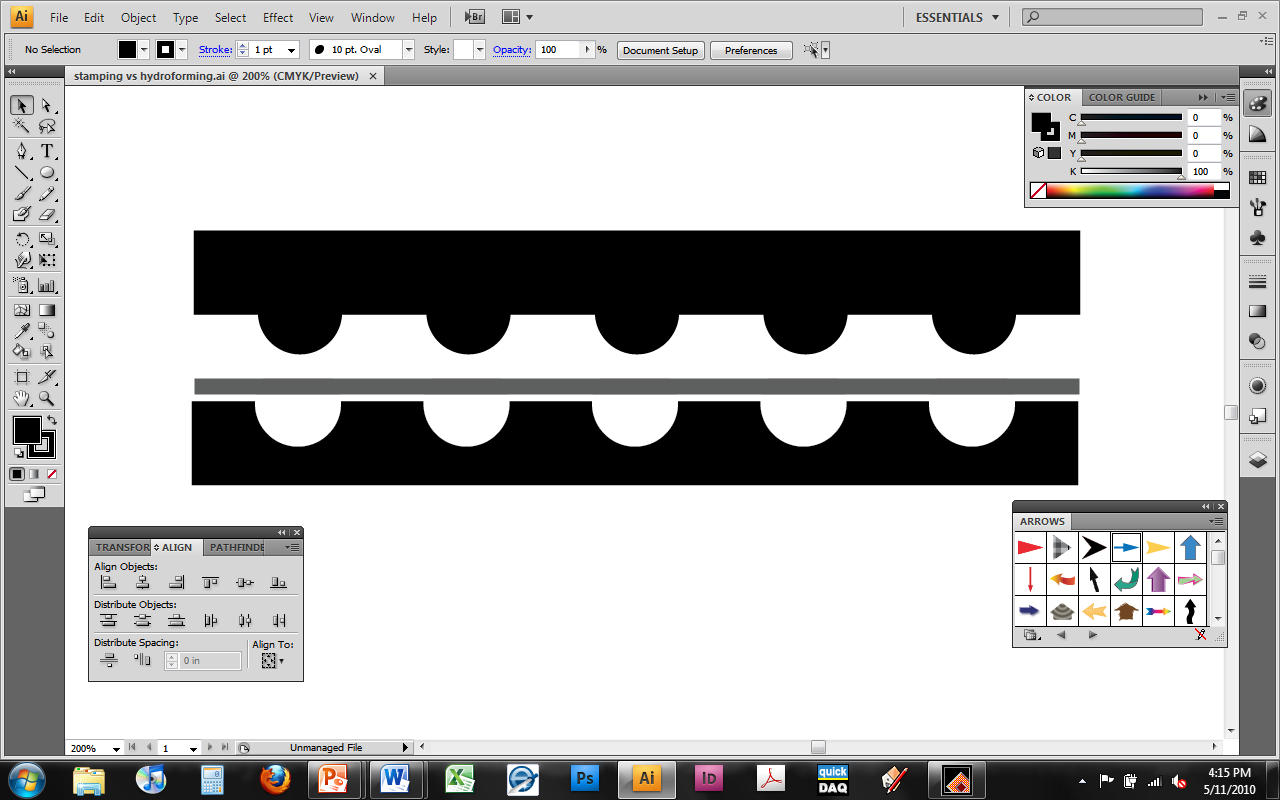 Ai File Edit Object Type Select Effect View Window Help Br ESSENTIALS
No Selection Stroke: 1 pt 10 pt. Oval Style: Opacity: 100 % Document Setup Preferences
stamping vs hydroforming.ai @ 200% (CMYK/Preview)
COLOR COLOR GUIDE
C 0 %
M 0 %
Y 0 %
K 100 %
T
TRANSFOR ALIGN PATHFINDE
Align Objects:
Distribute Objects:
Distribute Spacing: Align To:
0 in
ARROWS
200% 1 Unmanaged File
Ps Ai ID quick
DAQ
4:15 PM
5/11/2010